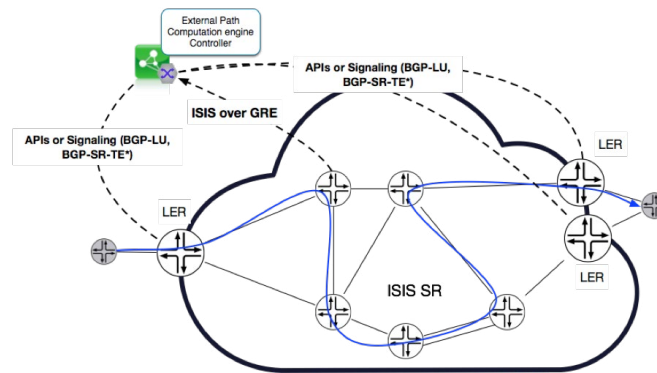 External Path
Computation engine
Controller
APIs or Signaling (BGP-LU,
BGP-SR-TE*)
ISIS over GRE
APIs or Signaling (BGP-LU,
BGP-SR-TE*)
LER
LER
LER
ISIS SR